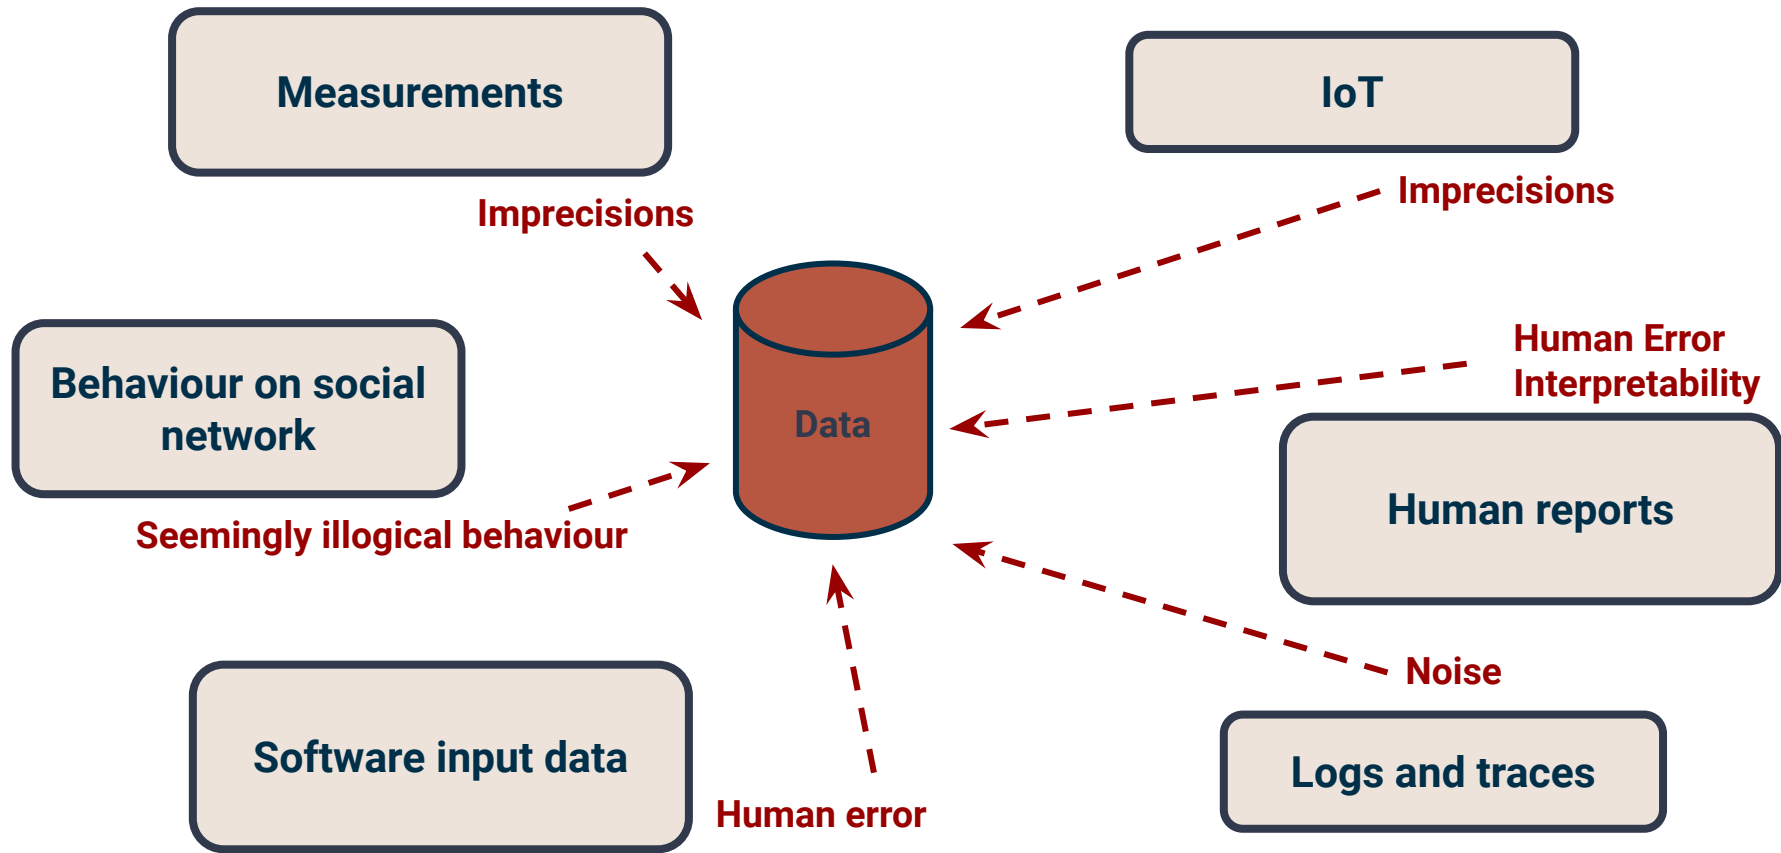 Measurements
IoT
Imprecisions
Imprecisions
Human Error
Interpretability
Behaviour on social
network
Data
Human reports
Seemingly illogical behaviour
Noise
Software input data
Logs and traces
Human error